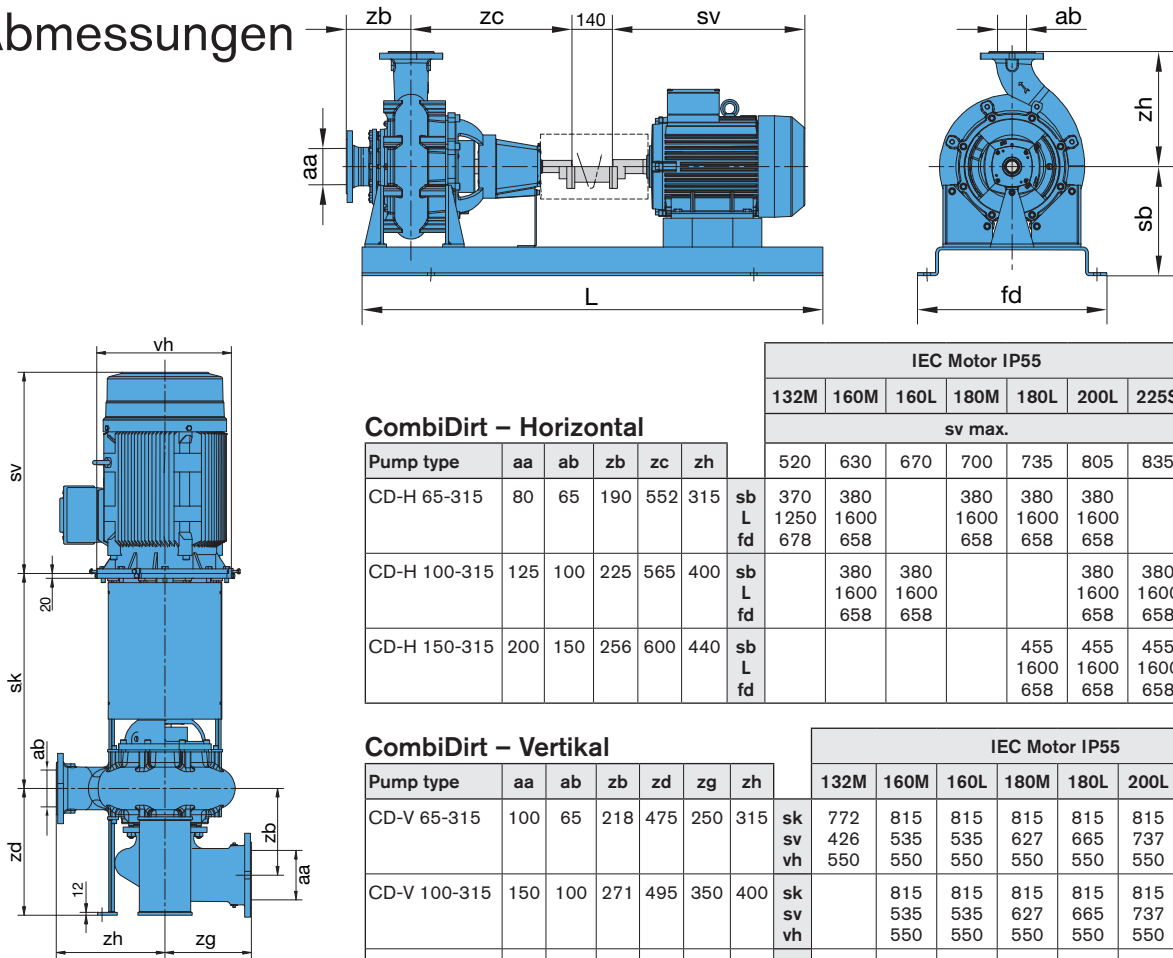 Abmessungen
zb zc 140 sv ab
aa zh
sb
L fd
vh
sv
20
sk
ab
zd zb
aa
12
zh zg
IEC Motor IP55
132M 160M 160L 180M 180L 200L 225S
CombiDirt – Horizontal sv max.
Pump type aa ab zb zc zh 520 630 670 700 735 805 835
CD-H 65-315 80 65 190 552 315 sb 370 380 380 380 380
L 1250 1600 1600 1600 1600
fd 678 658 658 658 658
CD-H 100-315 125 100 225 565 400 sb 380 380 380 380
L 1600 1600 1600 1600
fd 658 658 658 658
CD-H 150-315 200 150 256 600 440 sb 455 455 455
L 1600 1600 1600
fd 658 658 658
CombiDirt – Vertikal IEC Motor IP55
Pump type aa ab zb zd zg zh 132M 160M 160L 180M 180L 200L
CD-V 65-315 100 65 218 475 250 315 sk 772 815 815 815 815 815
sv 426 535 535 627 665 737
vh 550 550 550 550 550 550
CD-V 100-315 150 100 271 495 350 400 sk 815 815 815 815 815
sv 535 535 627 665 737
vh 550 550 550 550 550